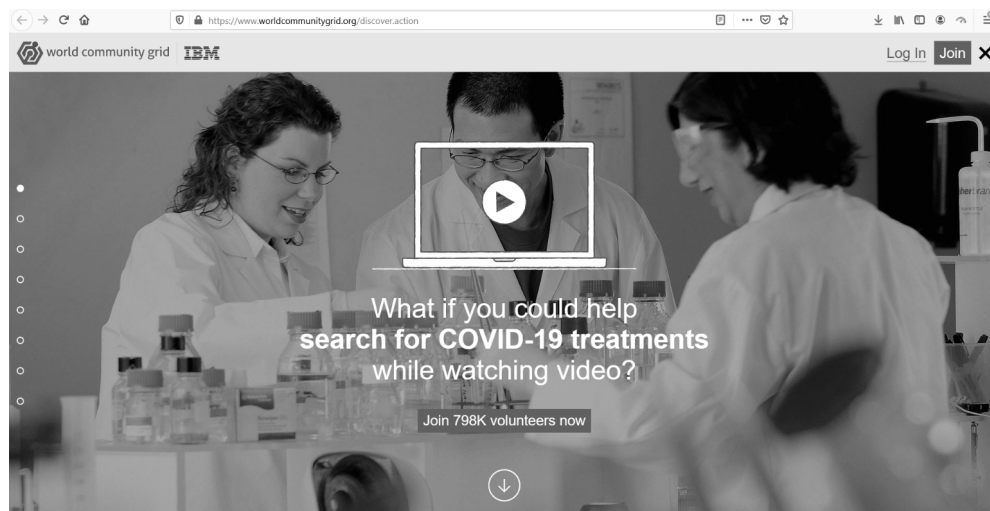 https://www.worldcommunitygrid.org/discover.action
world community grid IBM
Log In Join
What if you could help
search for COVID-19 treatments
while watching video?
Join 798K volunteers now